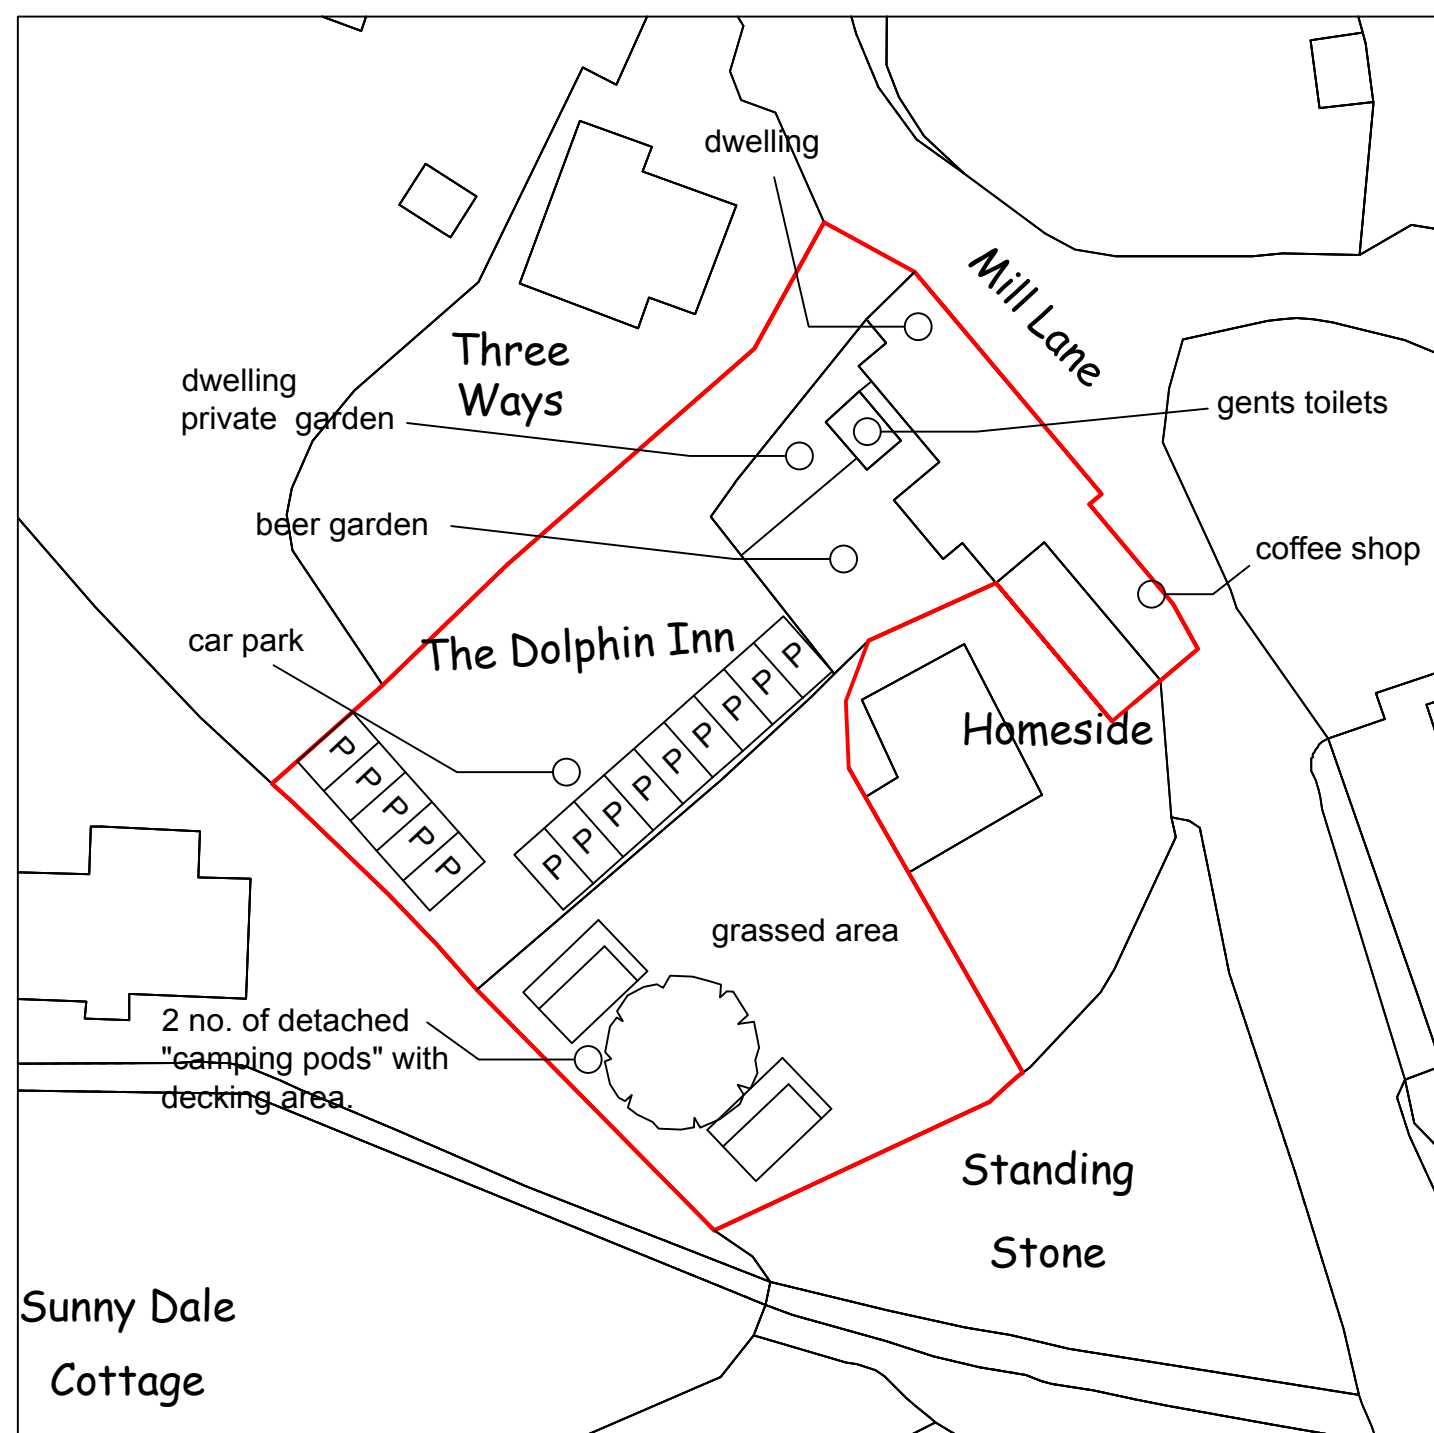 dwelling
Mill Lane
Three
Ways
dwelling
private garden
gents toilets
beer garden
coffee shop
car park
The Dolphin Inn
P
P
P
P
P
P
P
P
P
P
P
P
P
P
Homeside
grassed area
2 no. of detached
"camping pods" with
decking area.
Standing
Stone
Sunny Dale
Cottage